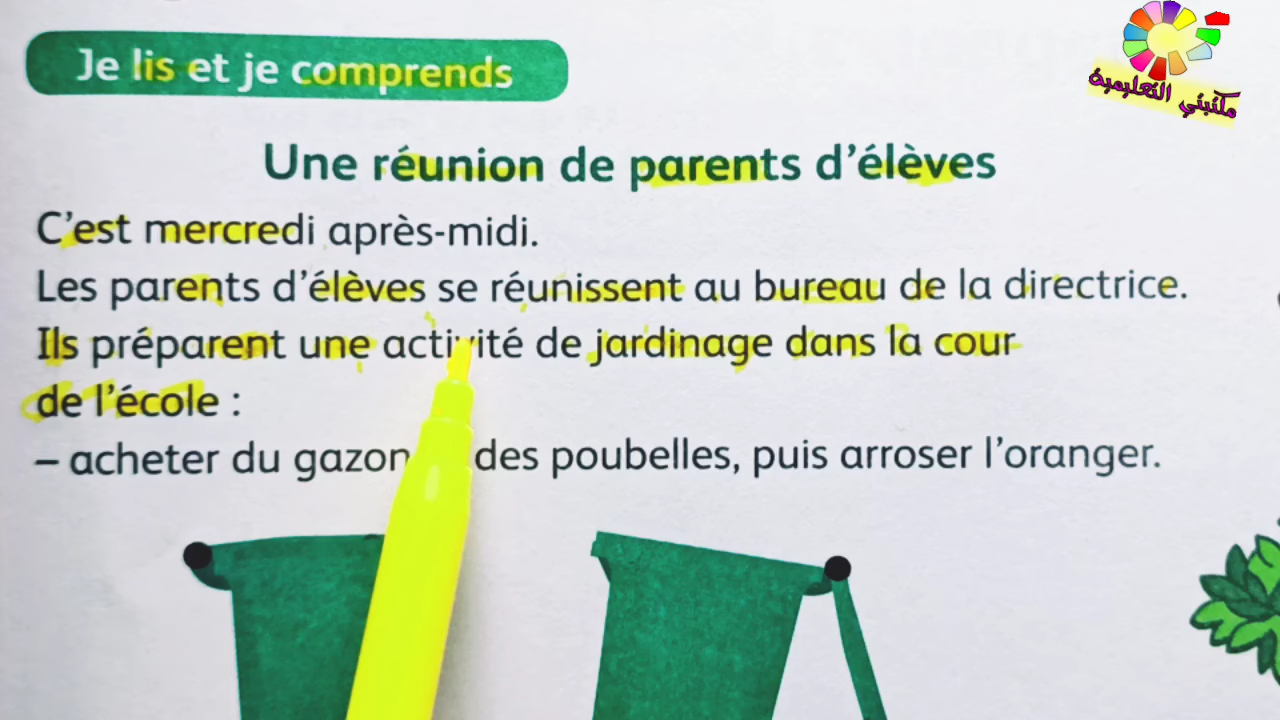 Je lis et je comprends
مكتبتي التعليمية
Une réunion de parents d'élèves
C'est mercredi après-midi.
Les parents d'élèves se réunissent au bureau de la directrice.
Ils préparent une activité de jardinage dans la cour
de l'école :
– acheter du gazon des poubelles, puis arroser l'oranger.